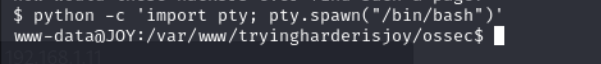 $ python -c 'import pty; pty.spawn("/bin/bash")'
www-data@JOY:/var/www/tryingharderisjoy/ossec$